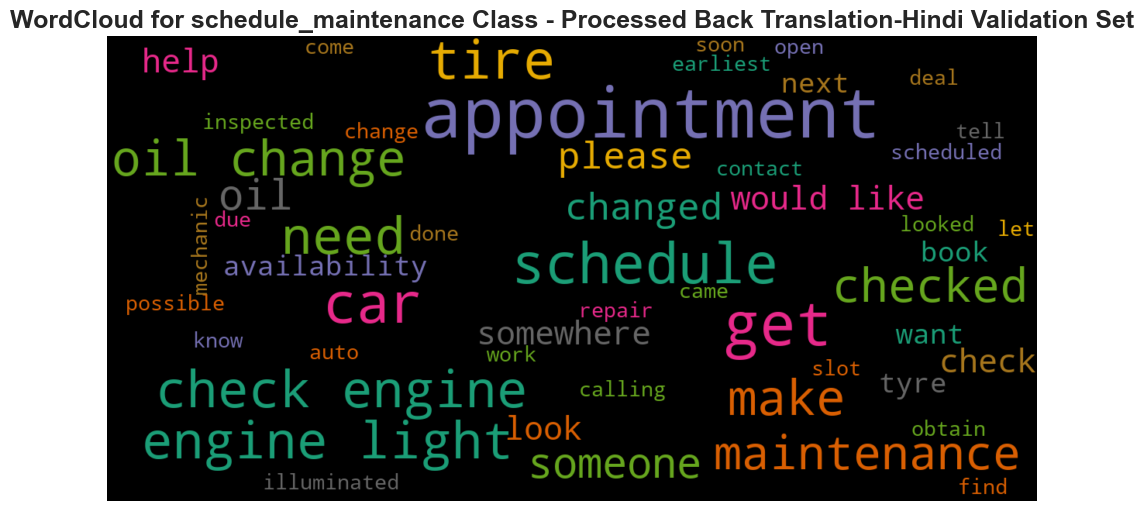 WordCloud for schedule_maintenance Class - Processed Back Translation-Hindi Validation Set
come
soon
open
help
tire
earliest
next
deal
appointment
inspected
change
tell
oil change
please
scheduled
contact
oil
would like
changed
mechanic
due
need
done
looked
let
availability
schedule
book
car
came
checked
possible
repair
get
know
somewhere
want
auto
work
check
slot
check engine
calling
make
tyre
engine light
look
obtain
someone
maintenance
illuminated
find